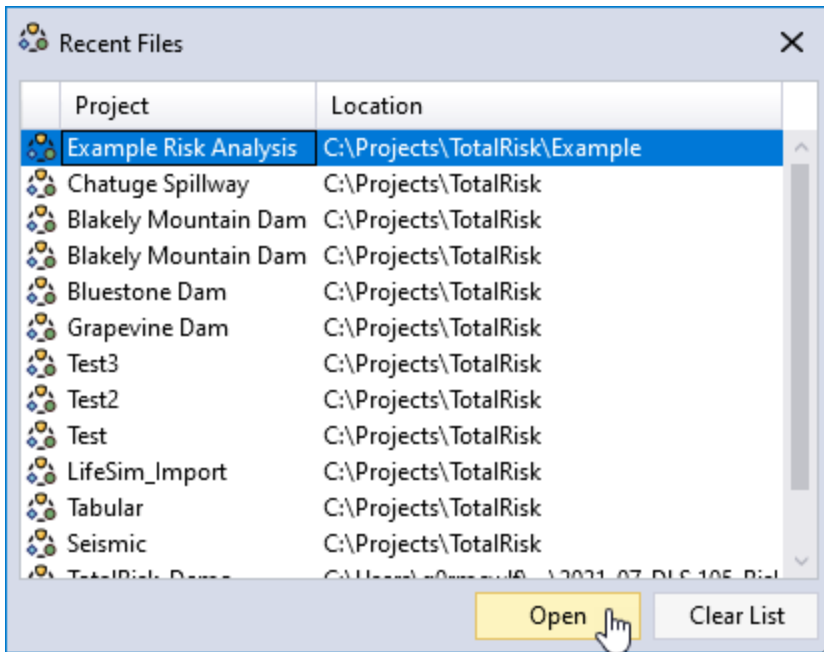 Recent Files
Project Location
Example Risk Analysis C:\Projects\TotalRisk\Example
Chatuge Spillway C:\Projects\TotalRisk
Blakely Mountain Dam C:\Projects\TotalRisk
Blakely Mountain Dam C:\Projects\TotalRisk
Bluestone Dam C:\Projects\TotalRisk
Grapevine Dam C:\Projects\TotalRisk
Test3 C:\Projects\TotalRisk
Test2 C:\Projects\TotalRisk
Test C:\Projects\TotalRisk
LifeSim_Import C:\Projects\TotalRisk
Tabular C:\Projects\TotalRisk
Seismic C:\Projects\TotalRisk
Open Clear List